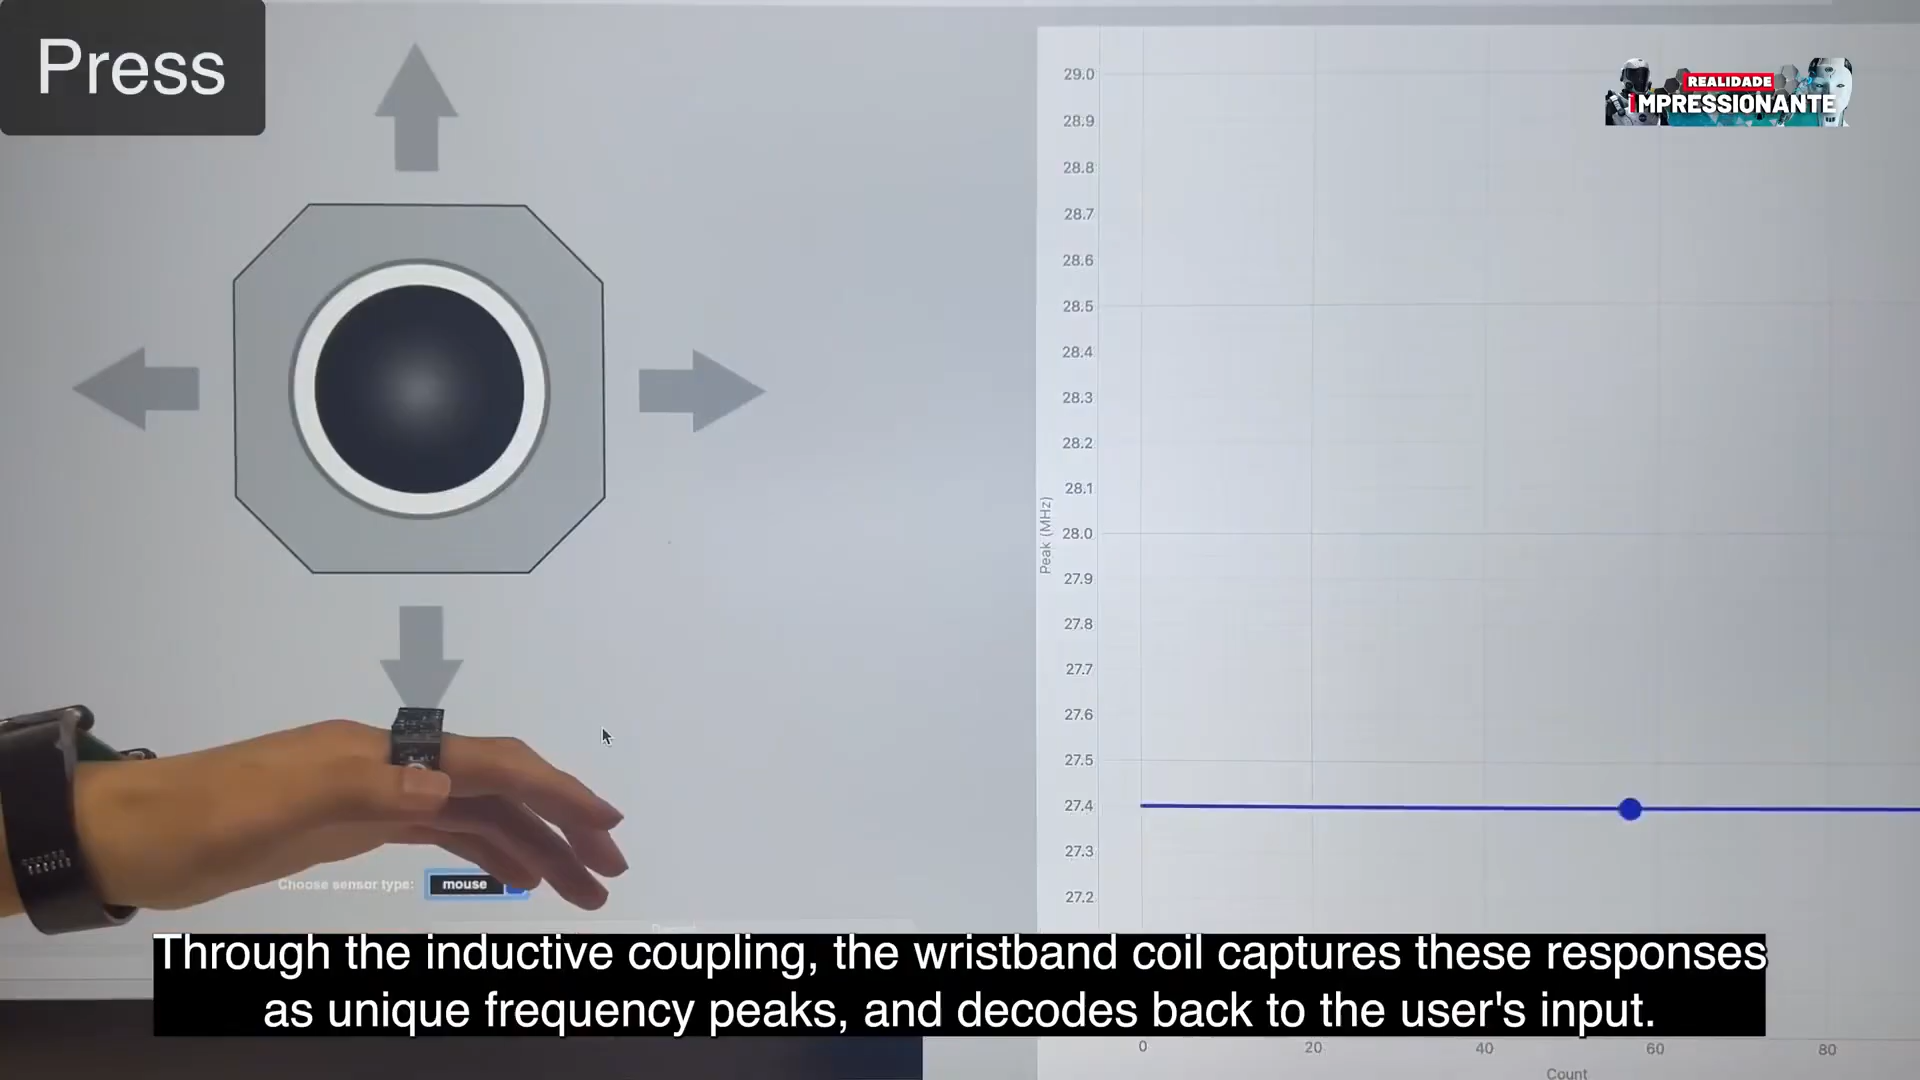 Press
REALIDADE
IMPRESSIONANTE
29.0
28.9
28.8
28.7
28.6
28.5
28.4
28.3
28.2
28.1
28.0
27.9
27.8
27.7
27.6
27.5
27.4
27.3
27.2
Peak (MHz)
Choose sensor type: mouse
Through the inductive coupling, the wristband coil captures these responses
as unique frequency peaks, and decodes back to the user's input.
0 20 40 60 80
Count